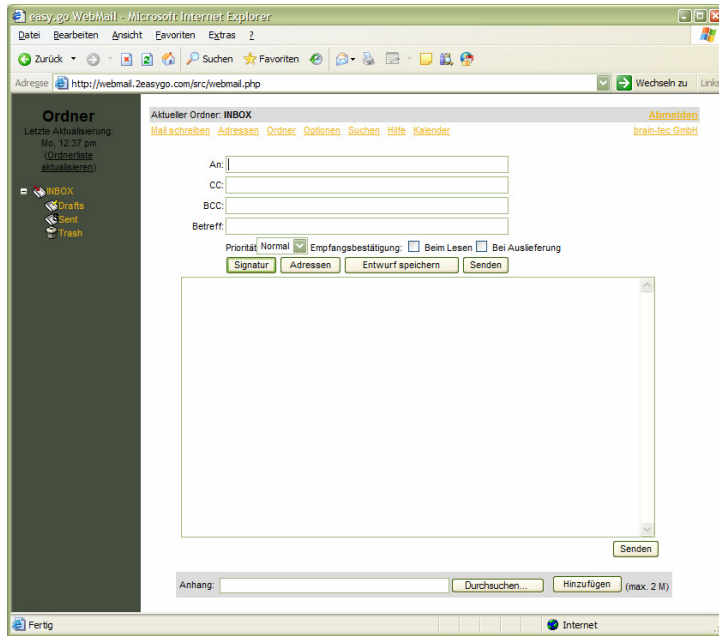 easy.go WebMail - Microsoft Internet Explorer
Datei Bearbeiten Ansicht Favoriten Extras ?
Zurück Suchen Favoriten
Adresse http://webmail.2easygo.com/src/webmail.php Wechseln zu Links
Ordner
Letzte Aktualisierung:
Mo, 12:37 pm
(Ordnerliste
aktualisieren)
INBOX
Drafts
Sent
Trash
Aktueller Ordner: INBOX Abmelden
Mail schreiben Adressen Ordner Optionen Suchen Hilfe Kalender brain-tec GmbH
An:
CC:
BCC:
Betreff:
Priorität Normal Empfangsbestätigung: Beim Lesen Bei Auslieferung
Signatur Adressen Entwurf speichern Senden
Senden
Anhang: Durchsuchen... Hinzufügen (max. 2 M)
Fertig Internet